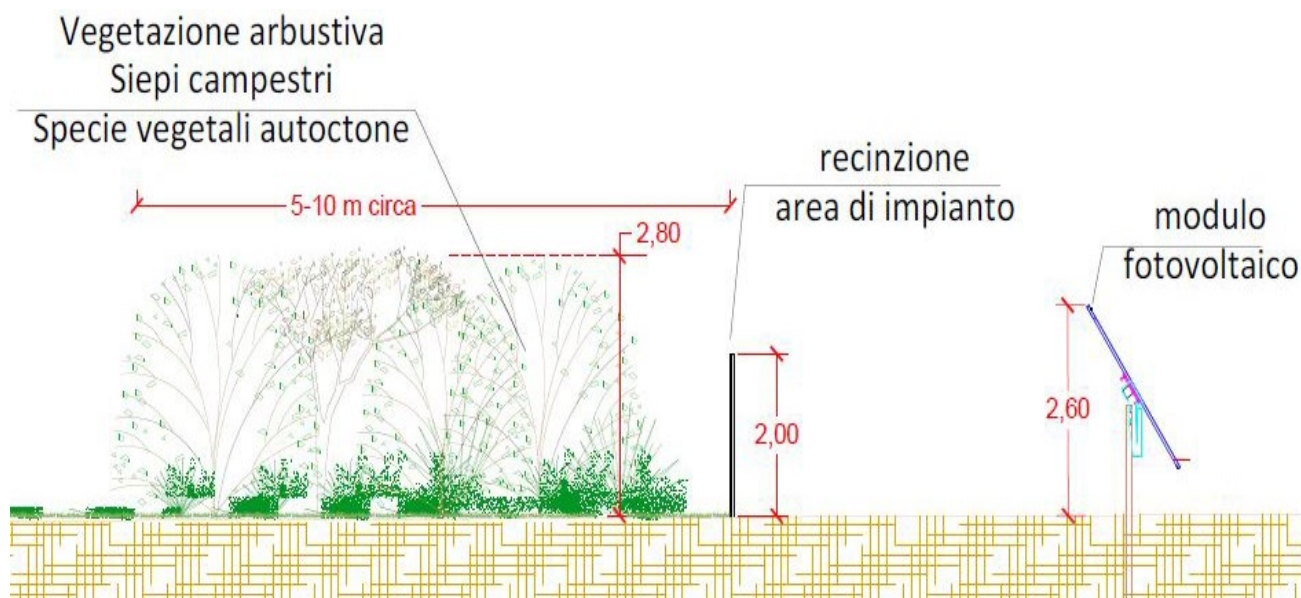 Vegetazione arbustiva
Siepi campestri
Specie vegetali autoctone
recinzione
area di impianto
modulo
fotovoltaico
5-10 m circa
2,80
2,00
2,60